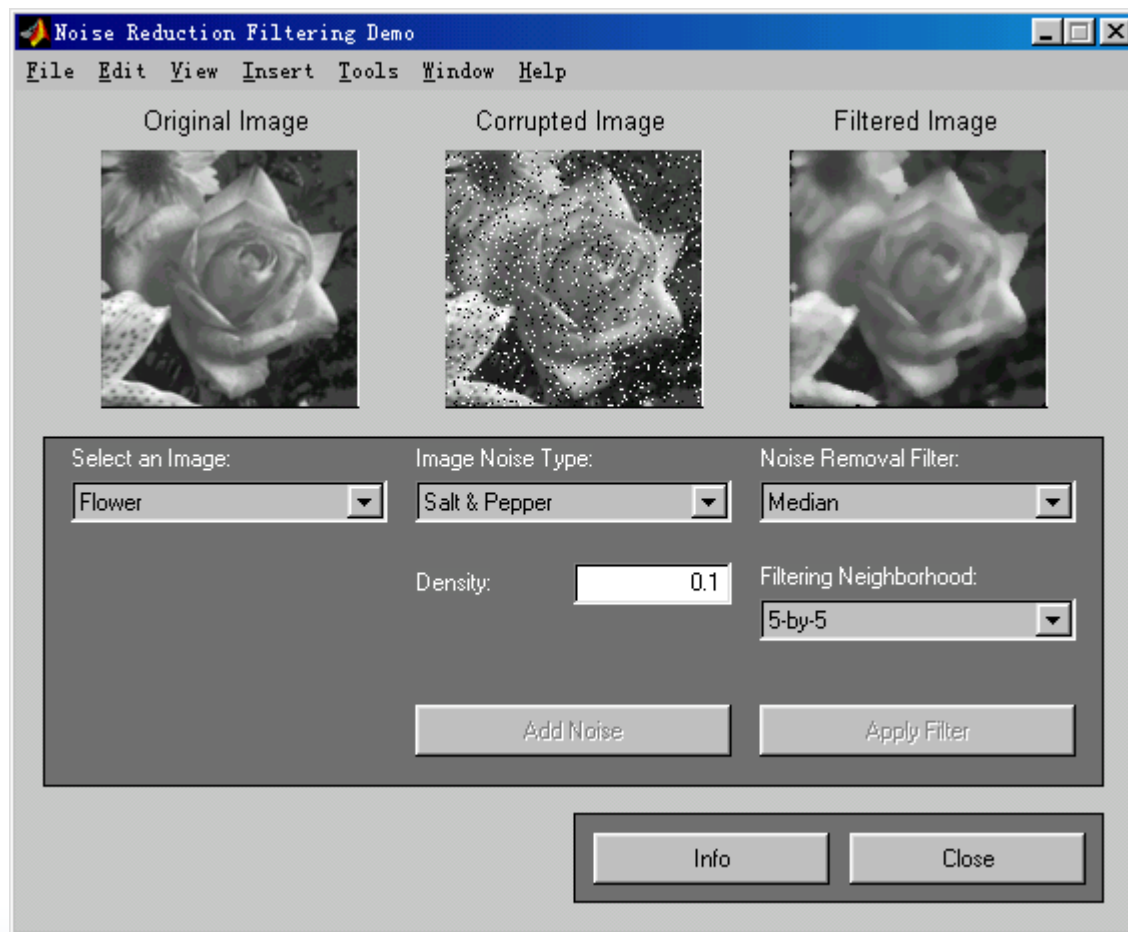 Noise Reduction Filtering Demo
File Edit View Insert Tools Window Help
Original Image
Corrupted Image
Filtered Image
Select an Image:
Image Noise Type:
Noise Removal Filter:
Flower
Salt & Pepper
Median
Density:
0.1
Filtering Neighborhood:
5-by-5
Add Noise
Apply Filter
Info
Close